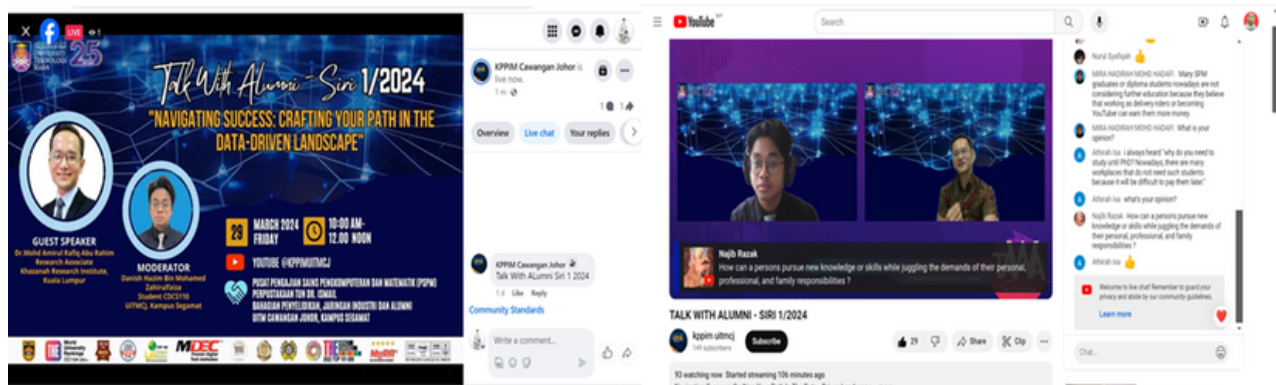 LIVE
1
UNIVERSITI
TEKNOLOGI
MARA
25
Talk With Alumni - Siri 1/2024
"NAVIGATING SUCCESS: CRAFTING YOUR PATH IN THE
DATA-DRIVEN LANDSCAPE"
GUEST SPEAKER
Dr.Mohd Amirul Rafiq Abu Rahim
Research Associate
Khazanah Research Institute,
Kuala Lumpur
MODERATOR
Danish Hazim Bin Mohamed
Zahirulfaiza
Student CDCS110
UiTMCJ, Kampus Segamat
29
MARCH 2024
FRIDAY
10:00 AM-
12.00 NOON
YOUTUBE @KPPIMUITMCJ
PUSAT PENGAJIAN SAINS PENGKOMPUTERAN DAN MATEMATIK (PSPM)
PERPUSTAKAAN TUN DR. ISMAIL
BAHAGIAN PENYELIDIKAN, JARINGAN INDUSTRI DAN ALUMNI
UITM CAWANGAN JOHOR, KAMPUS SEGAMAT
THE
World
University
Rankings
MDEC
KPPIM Cawangan Johor is
live now.
1 m
1
1
Overview
Live chat
Your replies
KPPIM Cawangan Johor
Talk With ALumni Siri 1 2024
1 d Like Reply
Community Standards
Write a comment...
YouTube
MY
Search
Najib Razak
How can a persons pursue new knowledge or skills while juggling the demands of their personal,
professional, and family responsibilities ?
TALK WITH ALUMNI - SIRI 1/2024
kppim uitmcj
149 subscribers
Subscribe
29
Share
Clip
93 watching now Started streaming 106 minutes ago
Nurul Syafiqah
MIRA HADIRAH MOHD HADAFI Many SPM
graduates or diploma students nowadays are not
considering further education because they believe
that working as delivery riders or becoming
YouTuber can earn them more money.
MIRA HADIRAH MOHD HADAFI What is your
opinion?
Athirah Isa i always heard "why do you need to
study until PhD? Nowadays, there are many
workplaces that do not need such students
because it will be difficult to pay them later."
Athirah Isa what's your opinion?
Najib Razak How can a persons pursue new
knowledge or skills while juggling the demands of
their personal, professional, and family
responsibilities ?
Athirah Isa
Welcome to live chat! Remember to guard your
privacy and abide by our community guidelines.
Learn more
Chat...